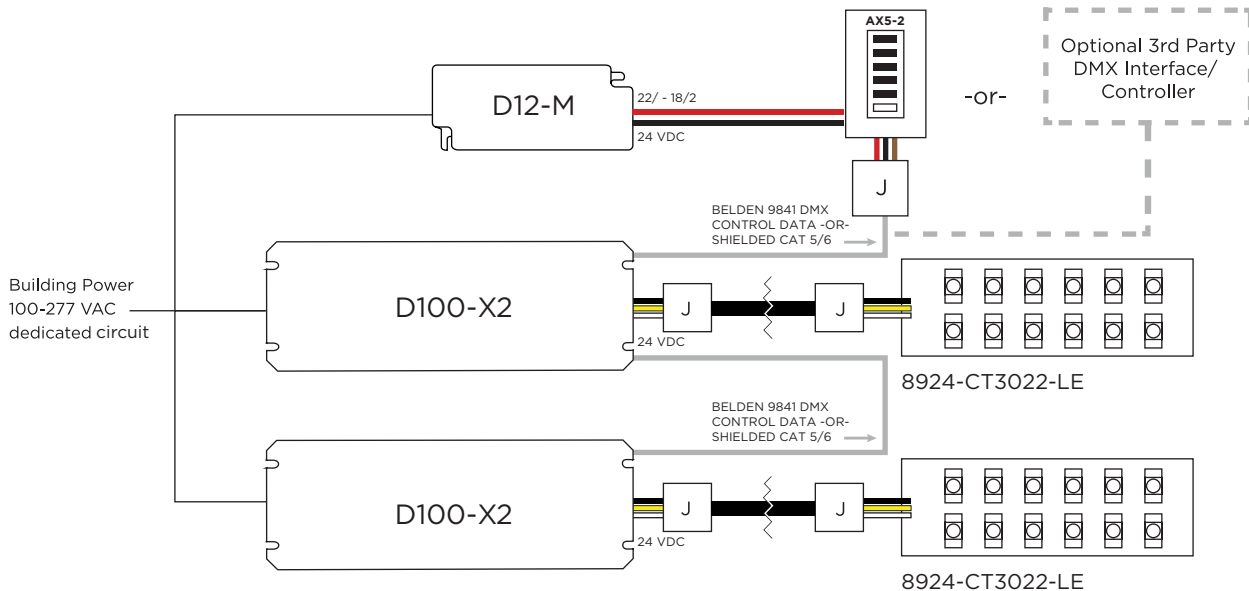 AX5-2
Optional 3rd Party
DMX Interface/
Controller
-or-
D12-M
22/ - 18/2
24 VDC
J
BELDEN 9841 DMX
CONTROL DATA -OR-
SHIELDED CAT 5/6
Building Power
100-277 VAC
dedicated circuit
D100-X2
J
J
24 VDC
8924-CT3022-LE
BELDEN 9841 DMX
CONTROL DATA -OR-
SHIELDED CAT 5/6
D100-X2
J
J
24 VDC
8924-CT3022-LE